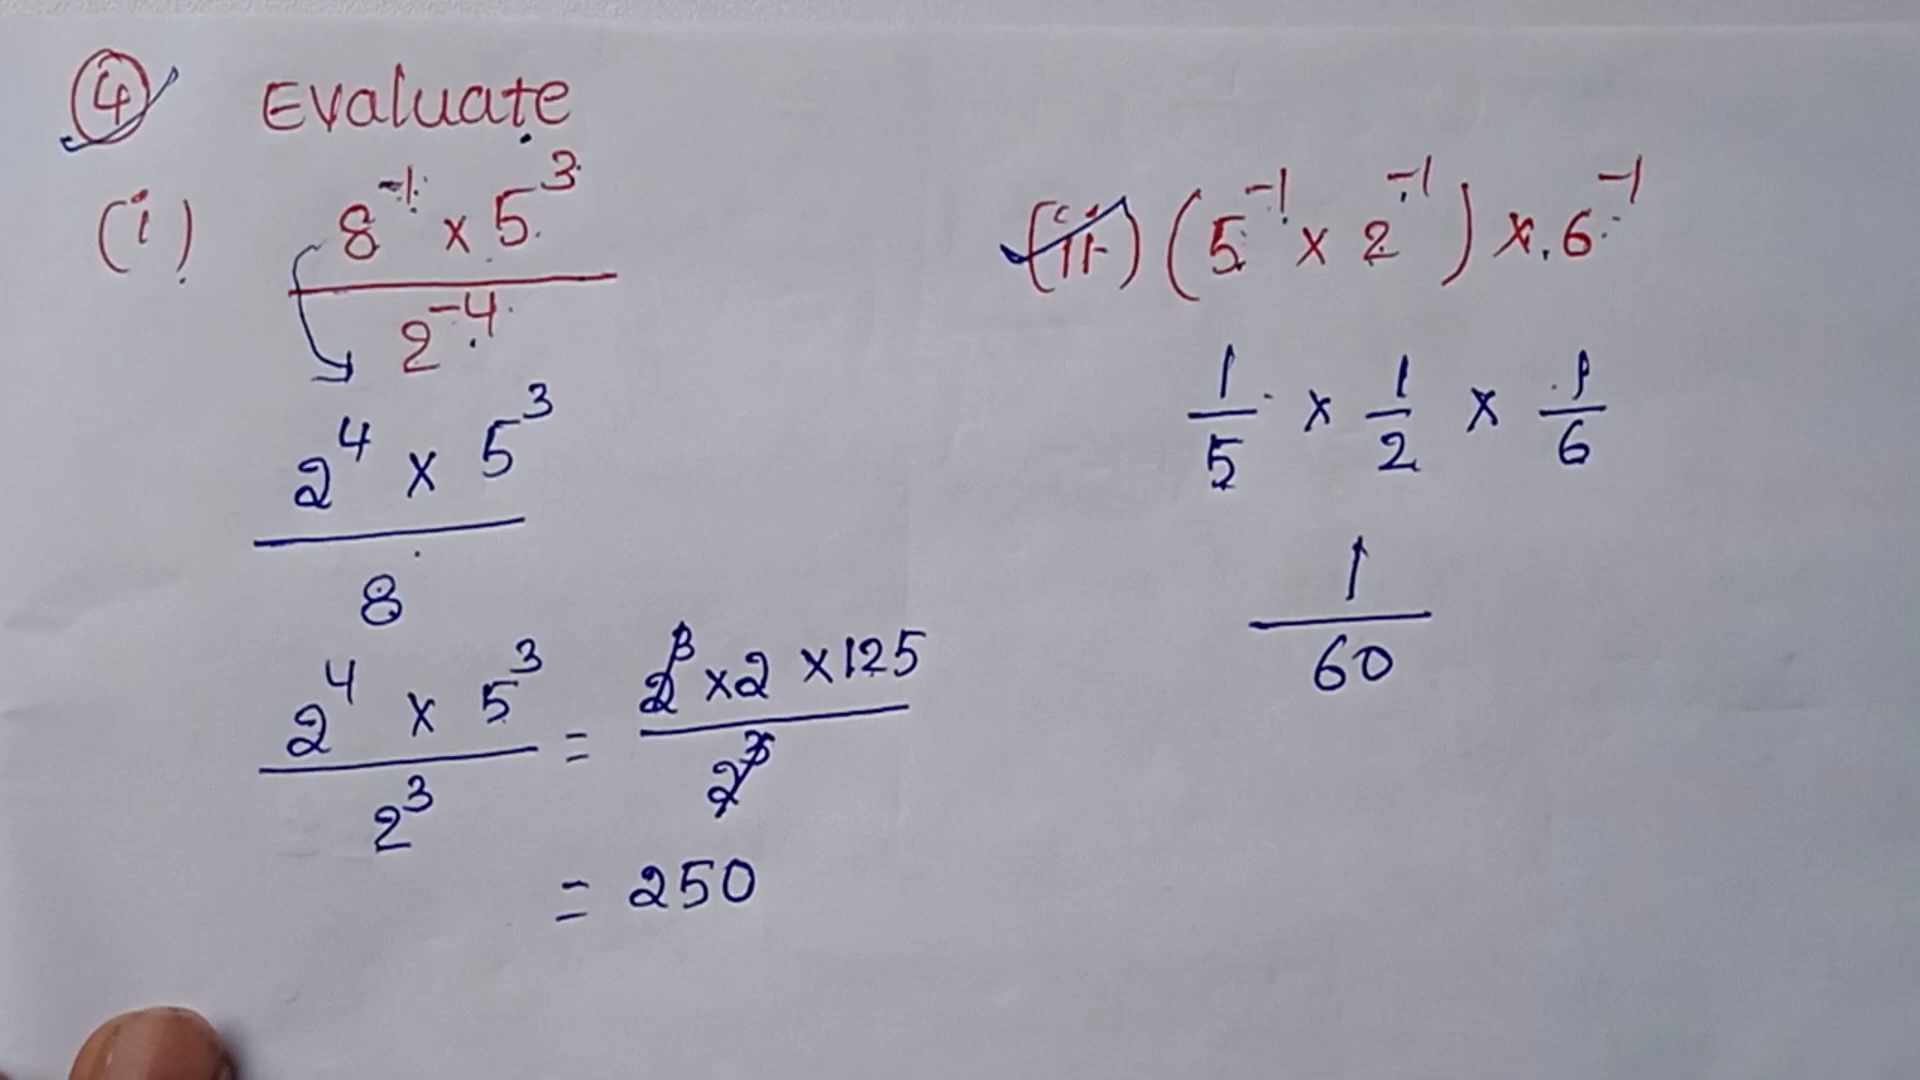 ④ Evaluate
(i) 8⁻¹ × 5³ / 2⁻⁴
2⁴ × 5³ / 8
2⁴ × 5³ / 2³ = 2³ × 2 × 125 / 2³
= 250
(ii) (5⁻¹ × 2⁻¹) × 6⁻¹
1/5 × 1/2 × 1/6
1/60